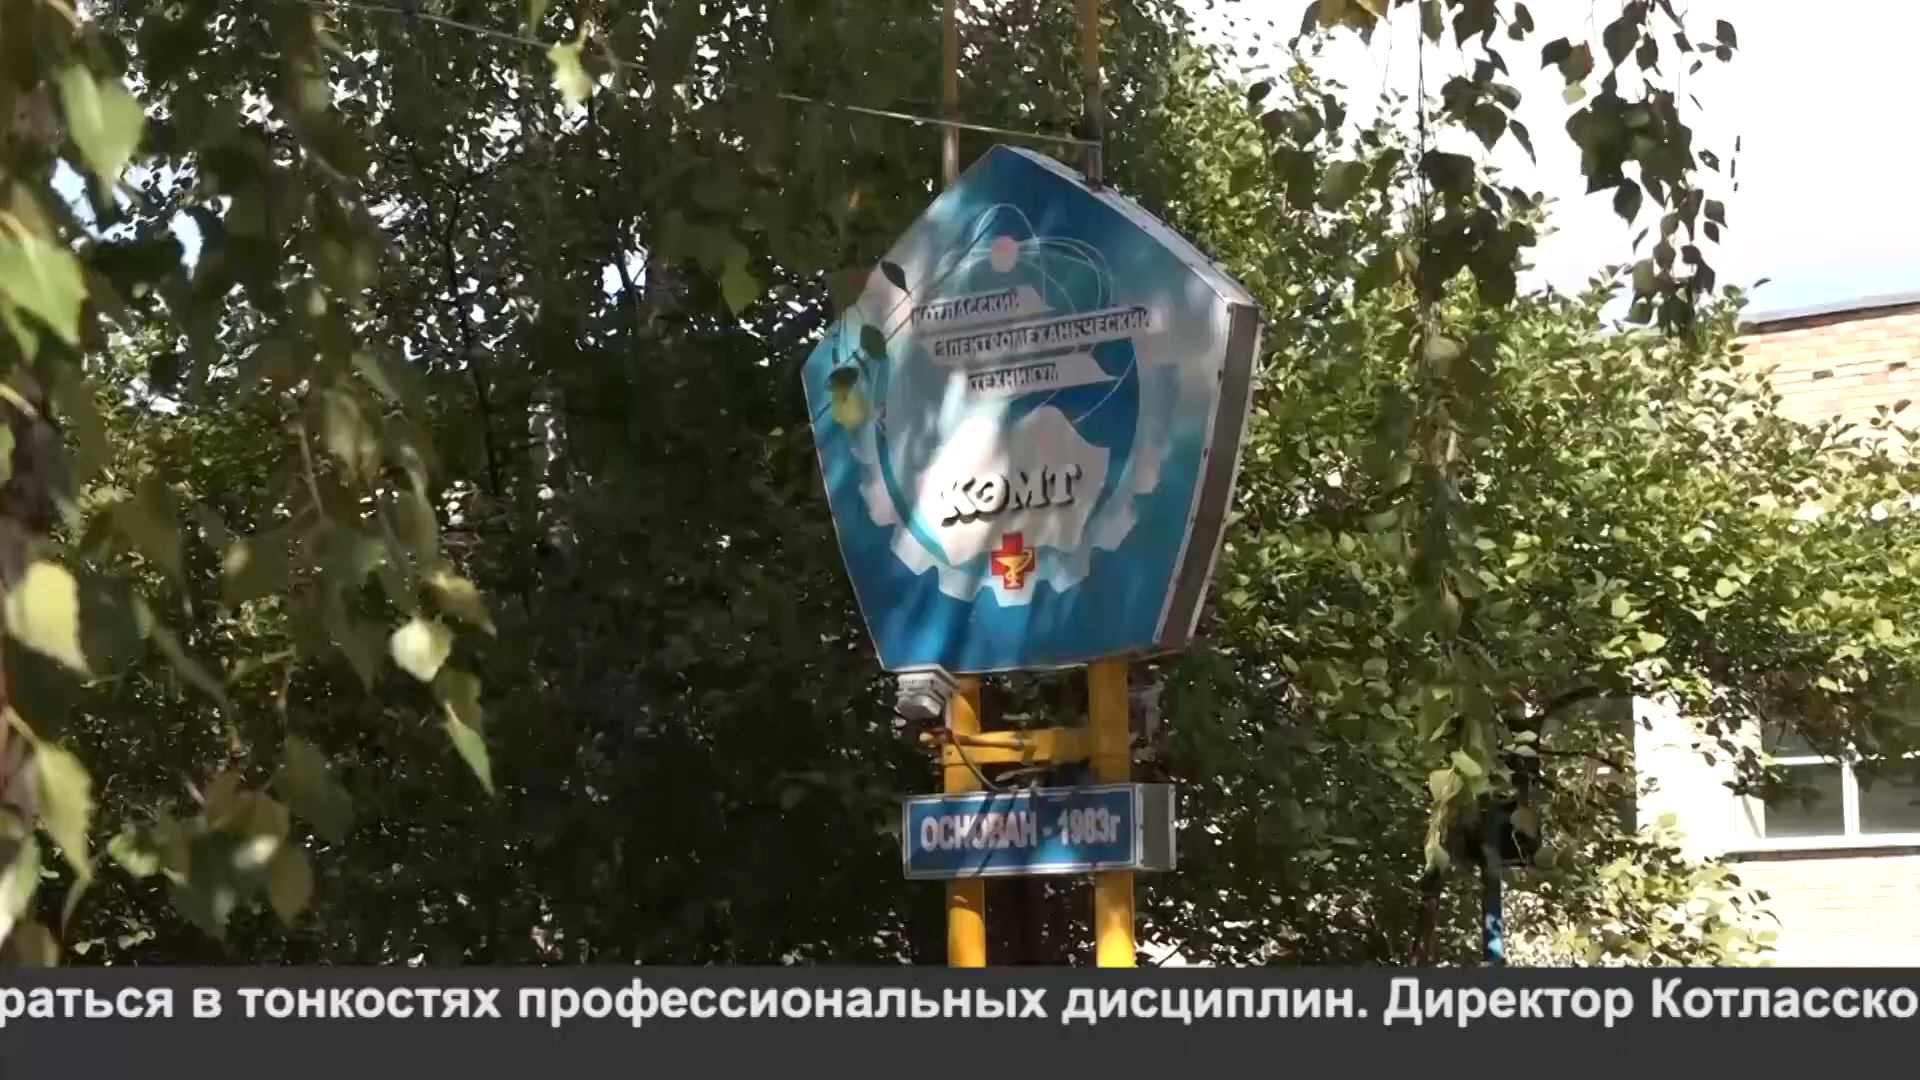 КОТЛАССКИЙ
ЭЛЕКТРОМЕХАНИЧЕСКИЙ
ТЕХНИКУМ
КЭМТ
ОСНОВАН - 1983г
раться в тонкостях профессиональных дисциплин. Директор Котласско